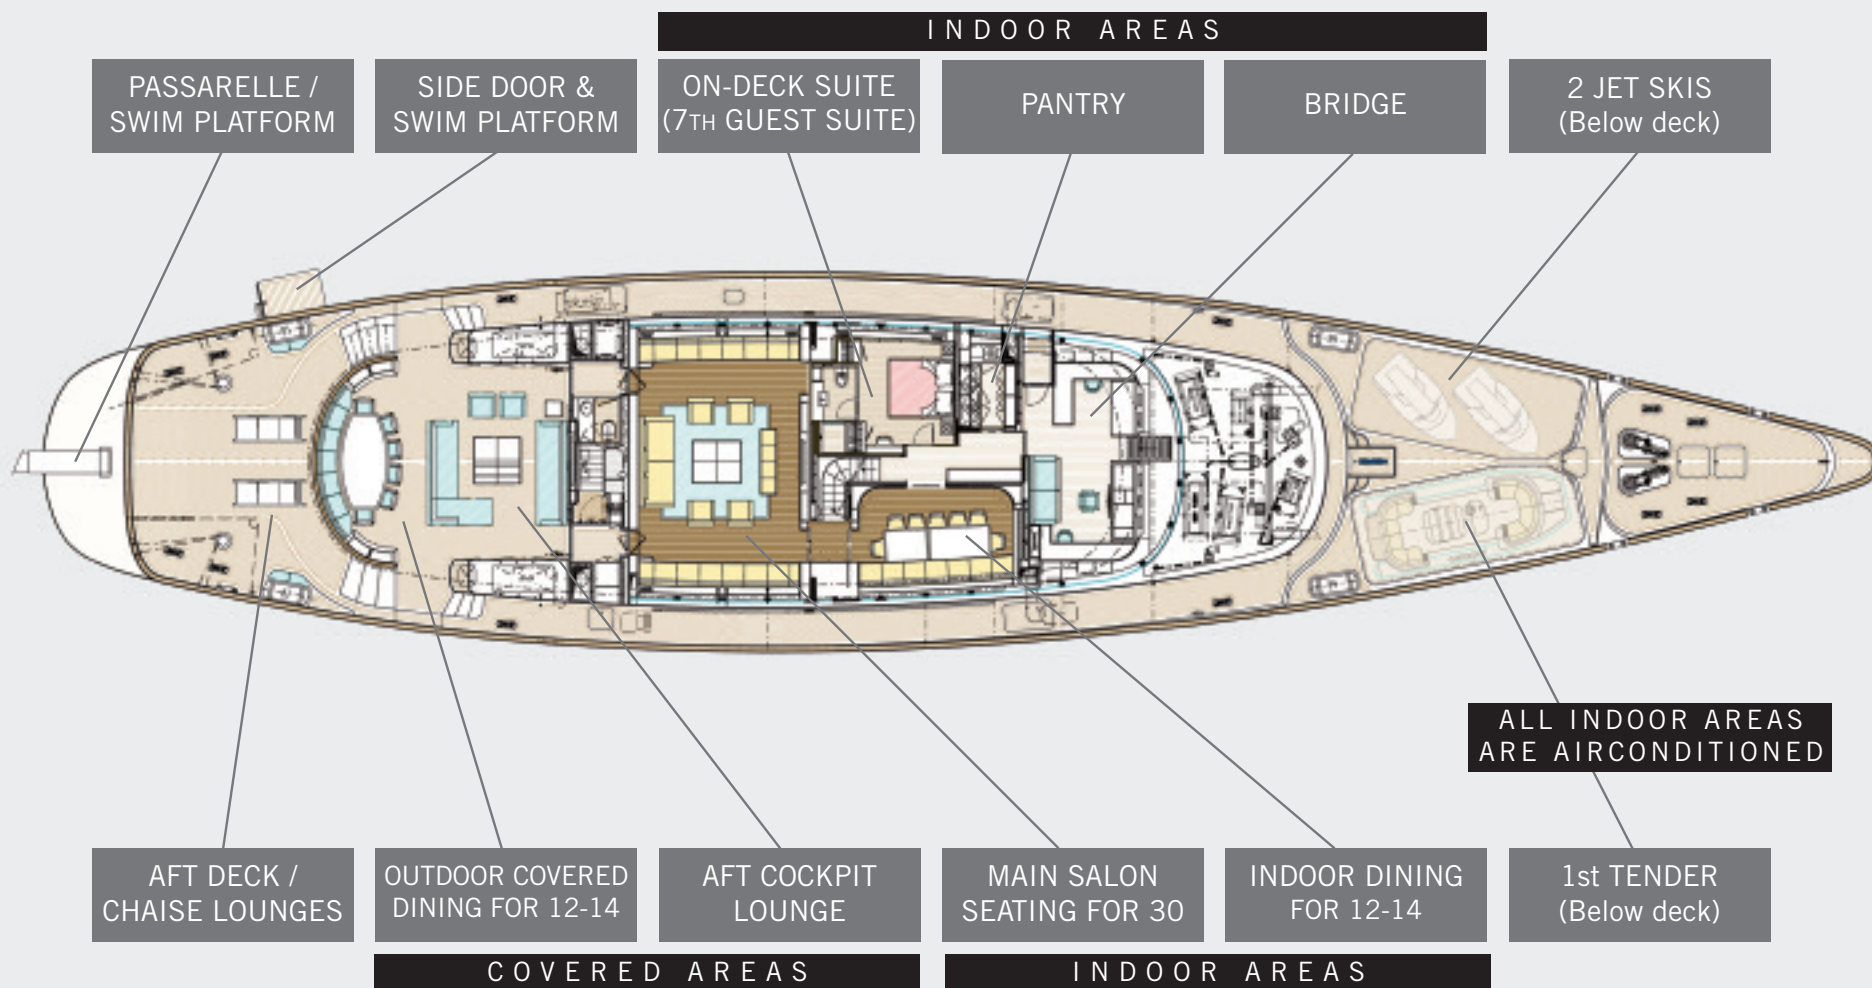 INDOOR AREAS
PASSARELLE /
SWIM PLATFORM
SIDE DOOR &
SWIM PLATFORM
ON-DECK SUITE
(7TH GUEST SUITE)
PANTRY
BRIDGE
2 JET SKIS
(Below deck)
ALL INDOOR AREAS
ARE AIRCONDITIONED
AFT DECK /
CHAISE LOUNGES
OUTDOOR COVERED
DINING FOR 12-14
AFT COCKPIT
LOUNGE
MAIN SALON
SEATING FOR 30
INDOOR DINING
FOR 12-14
1st TENDER
(Below deck)
COVERED AREAS
INDOOR AREAS